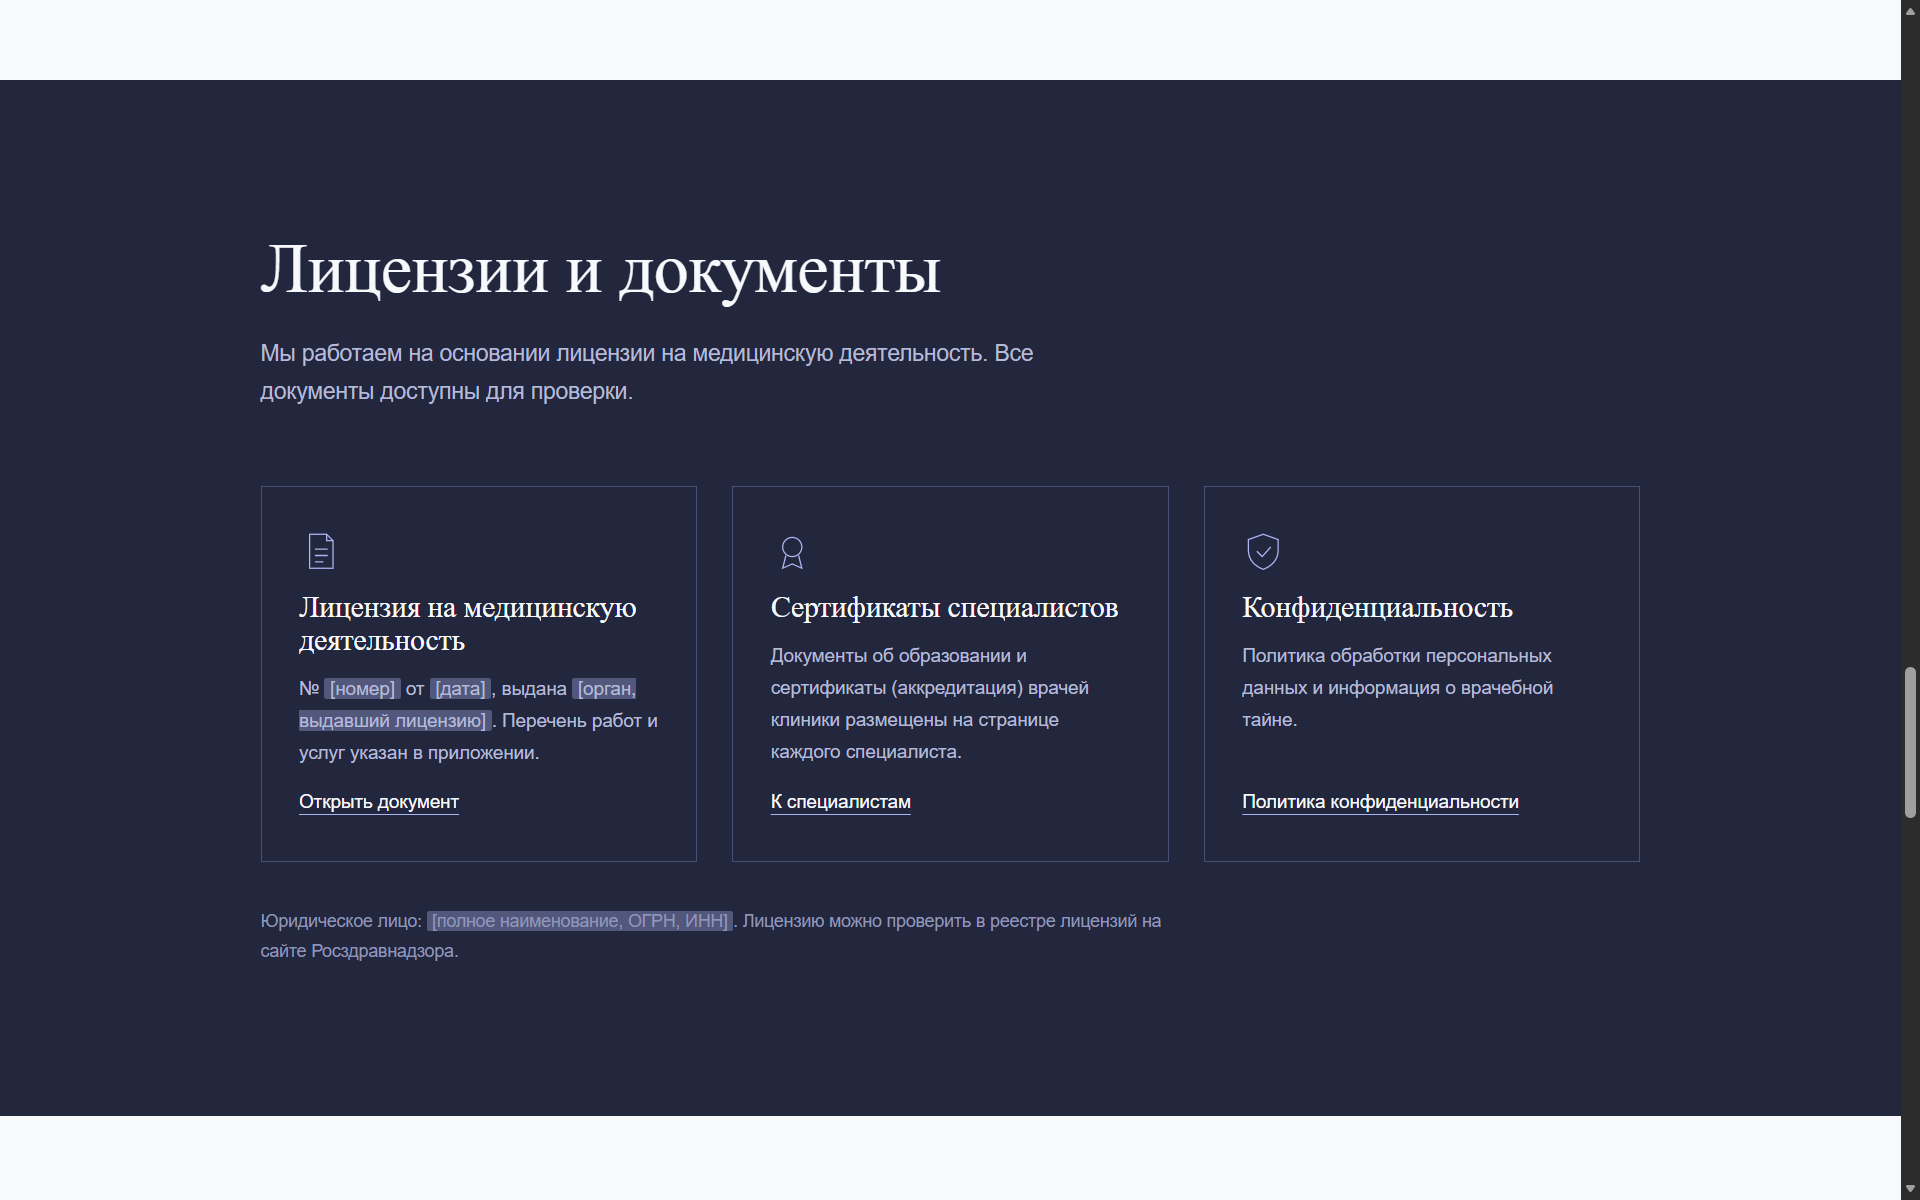 Лицензии и документы
Мы работаем на основании лицензии на медицинскую деятельность. Все
документы доступны для проверки.
Лицензия на медицинскую
деятельность
№ [номер] от [дата], выдана [орган,
выдавший лицензию]. Перечень работ и
услуг указан в приложении.
Открыть документ
Сертификаты специалистов
Документы об образовании и
сертификаты (аккредитация) врачей
клиники размещены на странице
каждого специалиста.
К специалистам
Конфиденциальность
Политика обработки персональных
данных и информация о врачебной
тайне.
Политика конфиденциальности
Юридическое лицо: [полное наименование, ОГРН, ИНН]. Лицензию можно проверить в реестре лицензий на
сайте Росздравнадзора.